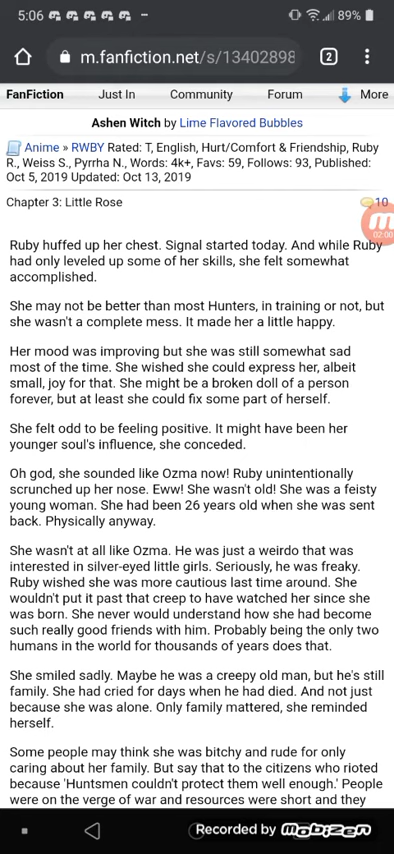 5:06 89%
m.fanfiction.net/s/13402898 2
FanFiction Just In Community Forum More
Ashen Witch by Lime Flavored Bubbles
Anime » RWBY Rated: T, English, Hurt/Comfort & Friendship, Ruby
R., Weiss S., Pyrrha N., Words: 4k+, Favs: 59, Follows: 93, Published:
Oct 5, 2019 Updated: Oct 13, 2019
Chapter 3: Little Rose 10
02:00
Ruby huffed up her chest. Signal started today. And while Ruby
had only leveled up some of her skills, she felt somewhat
accomplished.
She may not be better than most Hunters, in training or not, but
she wasn't a complete mess. It made her a little happy.
Her mood was improving but she was still somewhat sad
most of the time. She wished she could express her, albeit
small, joy for that. She might be a broken doll of a person
forever, but at least she could fix some part of herself.
She felt odd to be feeling positive. It might have been her
younger soul's influence, she conceded.
Oh god, she sounded like Ozma now! Ruby unintentionally
scrunched up her nose. Eww! She wasn't old! She was a feisty
young woman. She had been 26 years old when she was sent
back. Physically anyway.
She wasn't at all like Ozma. He was just a weirdo that was
interested in silver-eyed little girls. Seriously, he was freaky.
Ruby wished she was more cautious last time around. She
wouldn't put it past that creep to have watched her since she
was born. She never would understand how she had become
such really good friends with him. Probably being the only two
humans in the world for thousands of years does that.
She smiled sadly. Maybe he was a creepy old man, but he's still
family. She had cried for days when he had died. And not just
because she was alone. Only family mattered, she reminded
herself.
Some people may think she was bitchy and rude for only
caring about her family. But say that to the citizens who rioted
because 'Huntsmen couldn't protect them well enough.' People
were on the verge of war and resources were short and they
Recorded by mobizen